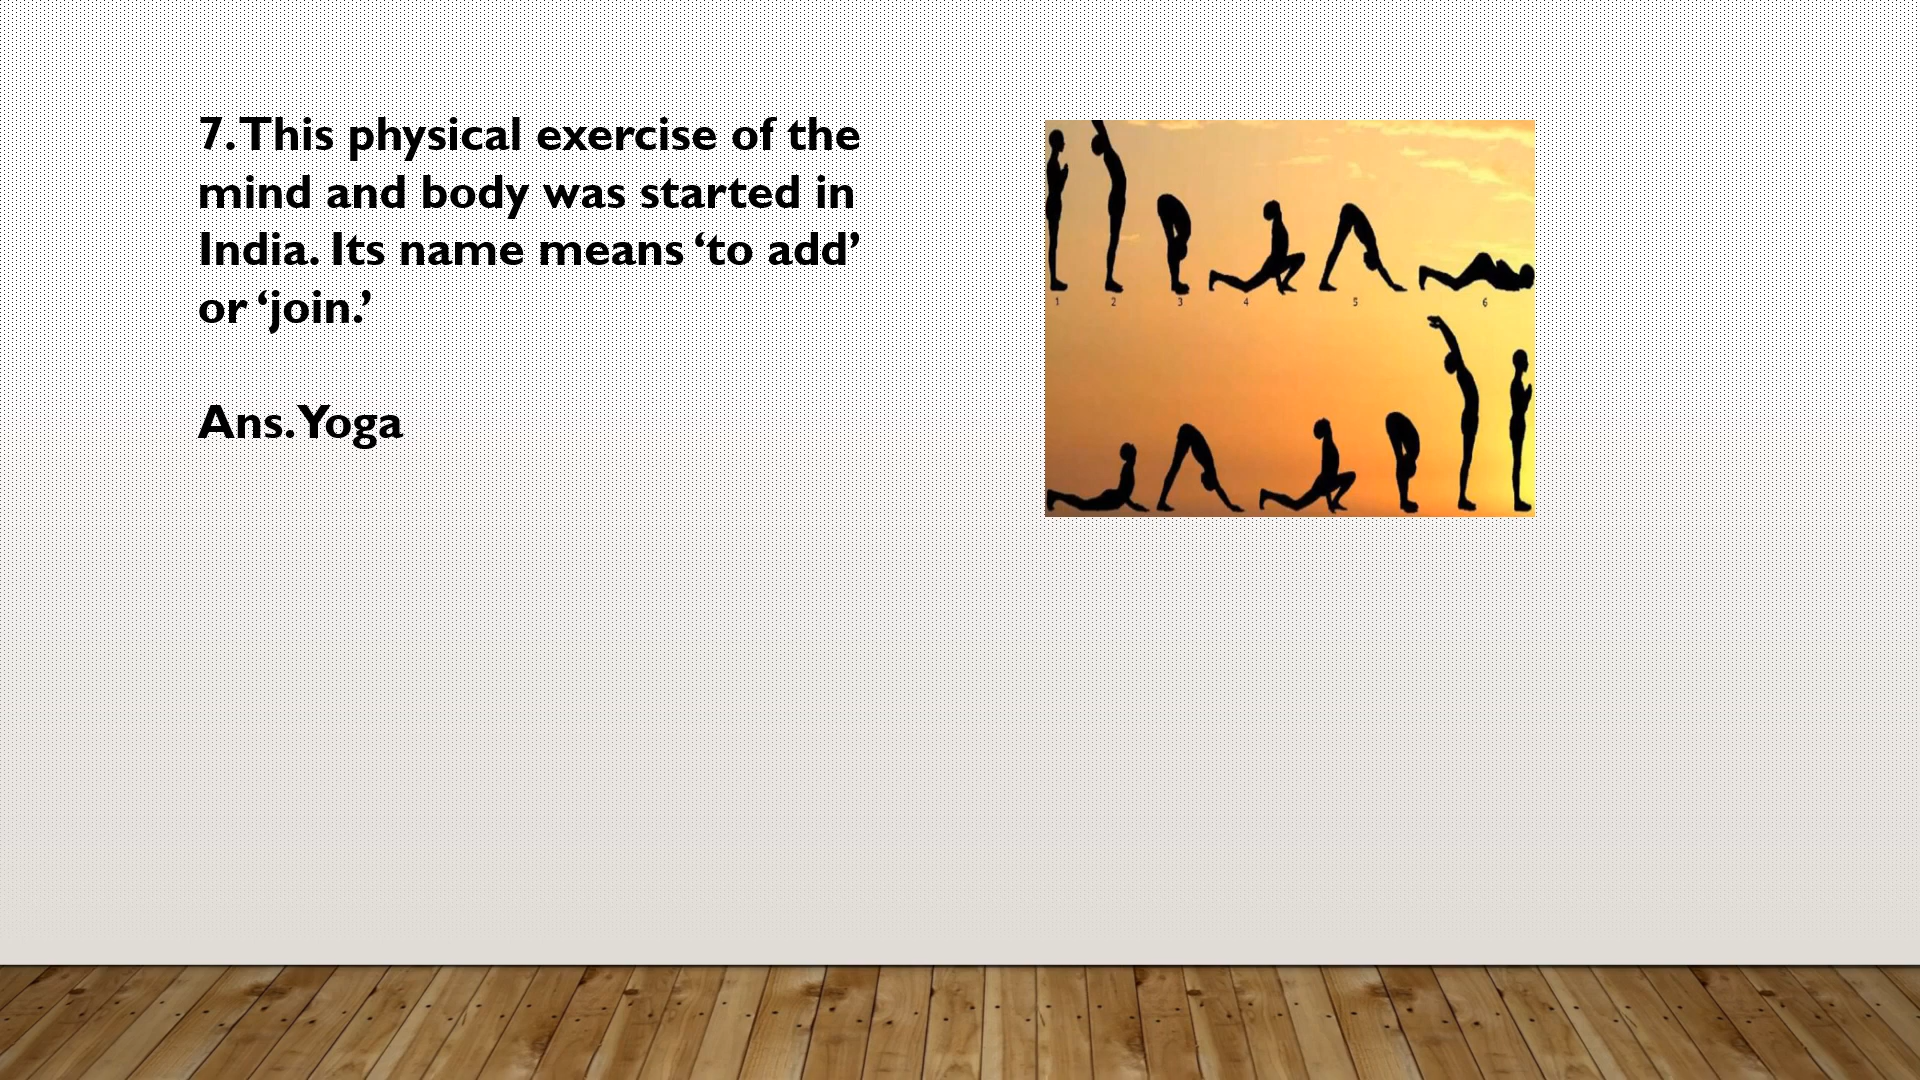 7. This physical exercise of the
mind and body was started in
India. Its name means ‘to add’
or ‘join.’
Ans. Yoga
1 2 3 4 5 6